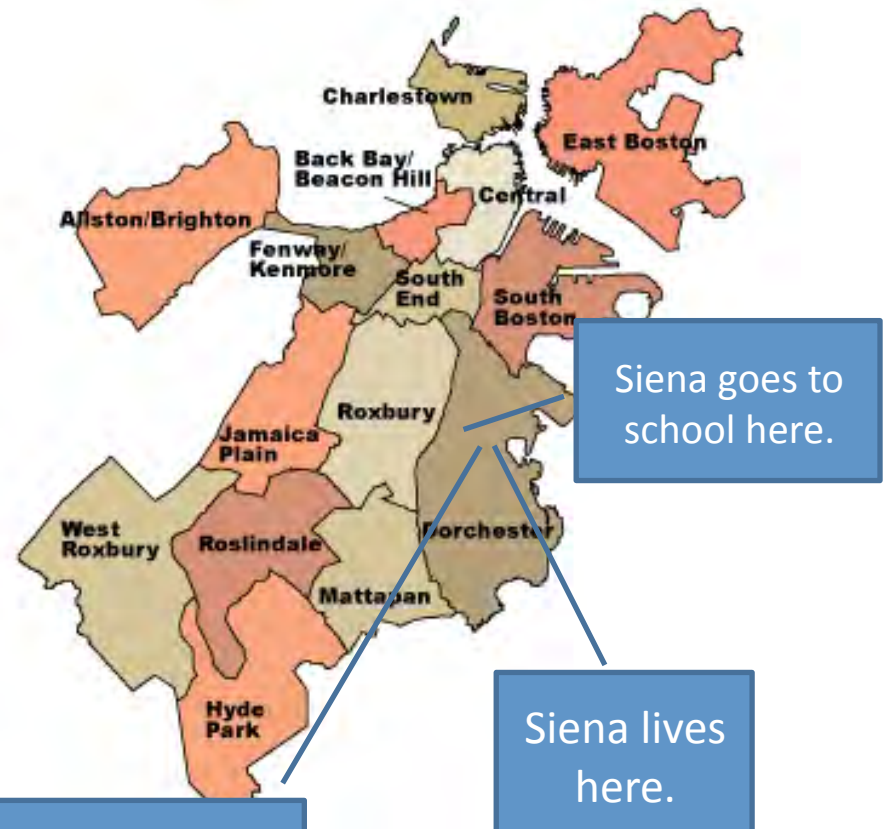 Charlestown
East Boston
Back Bay/
Beacon Hill
Central
Allston/Brighton
Fenway/
Kenmore
South
End
South
Boston
Siena goes to
school here.
Roxbury
Jamaica
Plain
West
Roxbury
Roslindale
Dorchester
Mattapan
Hyde
Park
Siena lives
here.